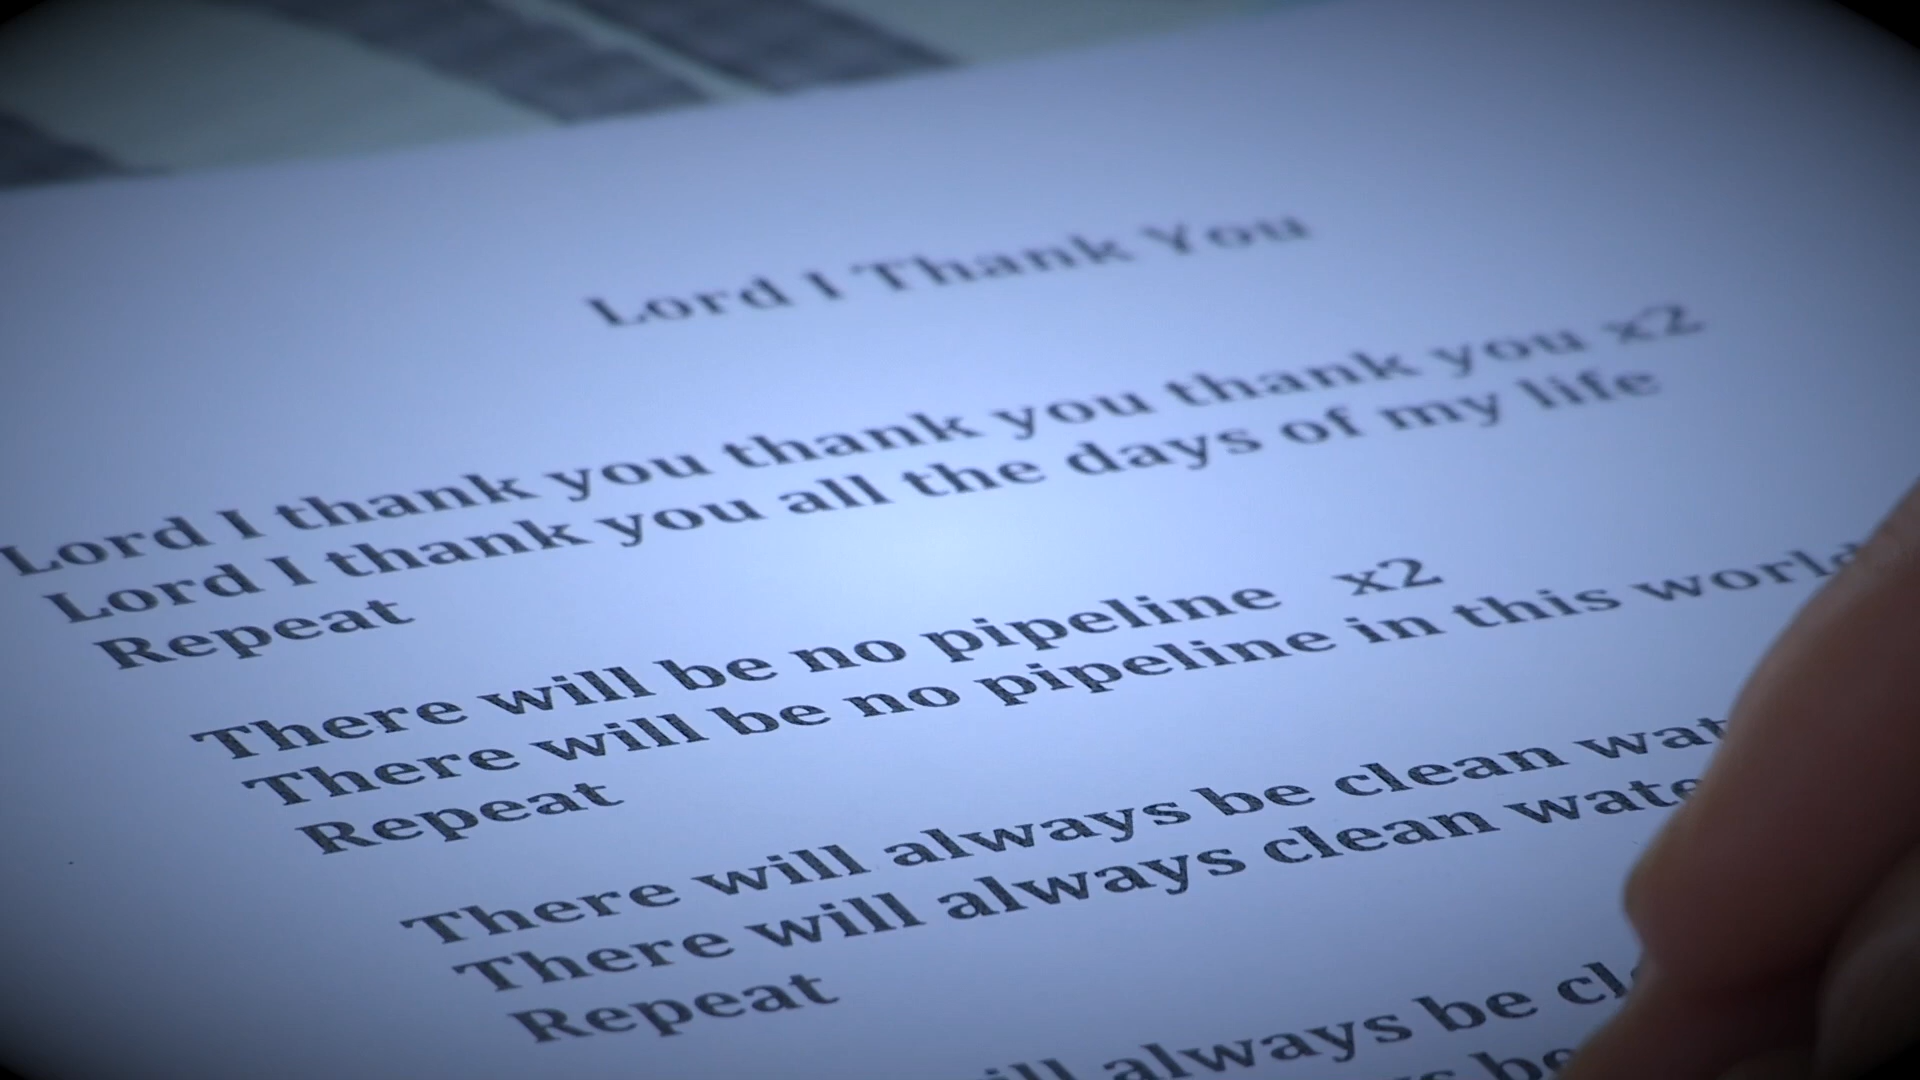 Lord I Thank You
Lord I thank you thank you thank you x2
Lord I thank you all the days of my life
Repeat
There will be no pipeline x2
There will be no pipeline in this world
Repeat
There will always be clean
There will always clean
Repeat
always be